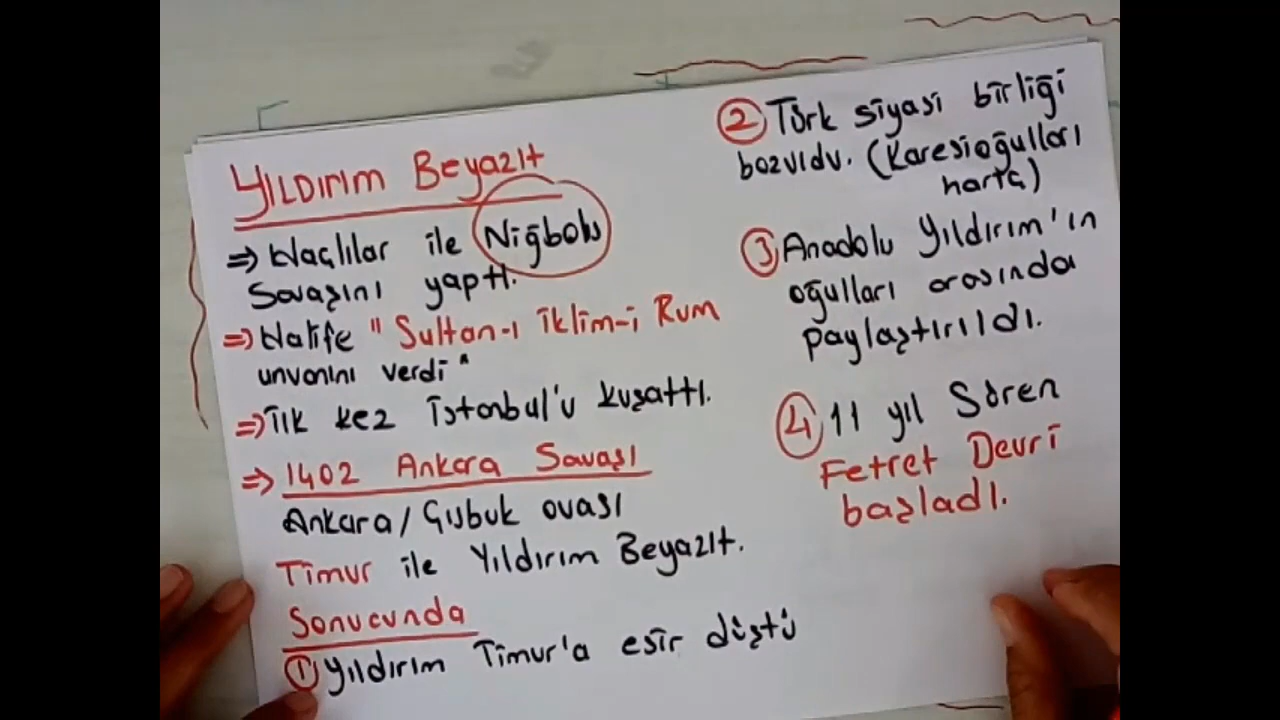 YILDIRIM BEYAZIT
⇒ Haçlılar ile Niğbolu
Savaşını yaptı.
⇒ Halife "Sultan-ı İklim-i Rum
unvanını verdi"
⇒ İlk kez İstanbul'u kuşattı.
⇒ 1402 Ankara Savaşı
Ankara/Çubuk ovası
Timur ile Yıldırım Beyazıt.
Sonucunda
① Yıldırım Timur'a esir düştü
② Türk siyasi birliği
bozuldu. (Karesioğulları
hariç)
③ Anadolu Yıldırım'ın
oğulları arasında
paylaştırıldı.
④ 11 yıl Süren
Fetret Devri
başladı.